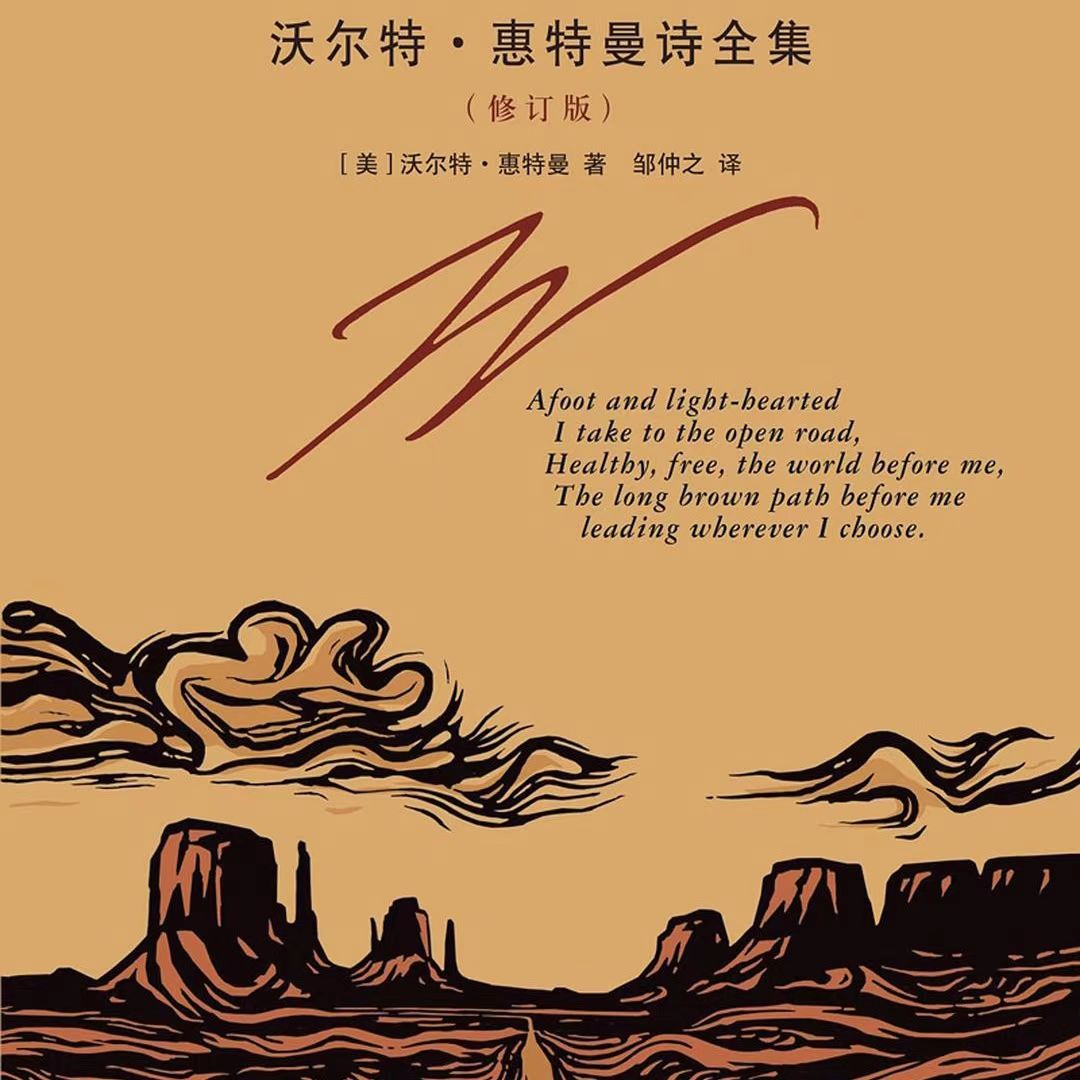 沃尔特·惠特曼诗全集
（修订版）
［美］沃尔特·惠特曼 著 邹仲之 译
W
Afoot and light-hearted
I take to the open road,
Healthy, free, the world before me,
The long brown path before me
leading wherever I choose.